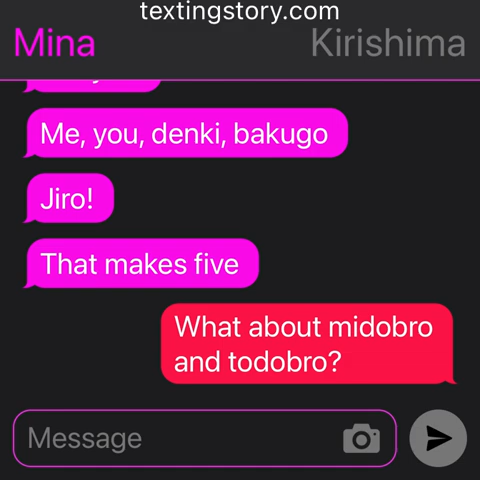 textingstory.com
Mina Kirishima
Me, you, denki, bakugo
Jiro!
That makes five
What about midobro
and todobro?
Message